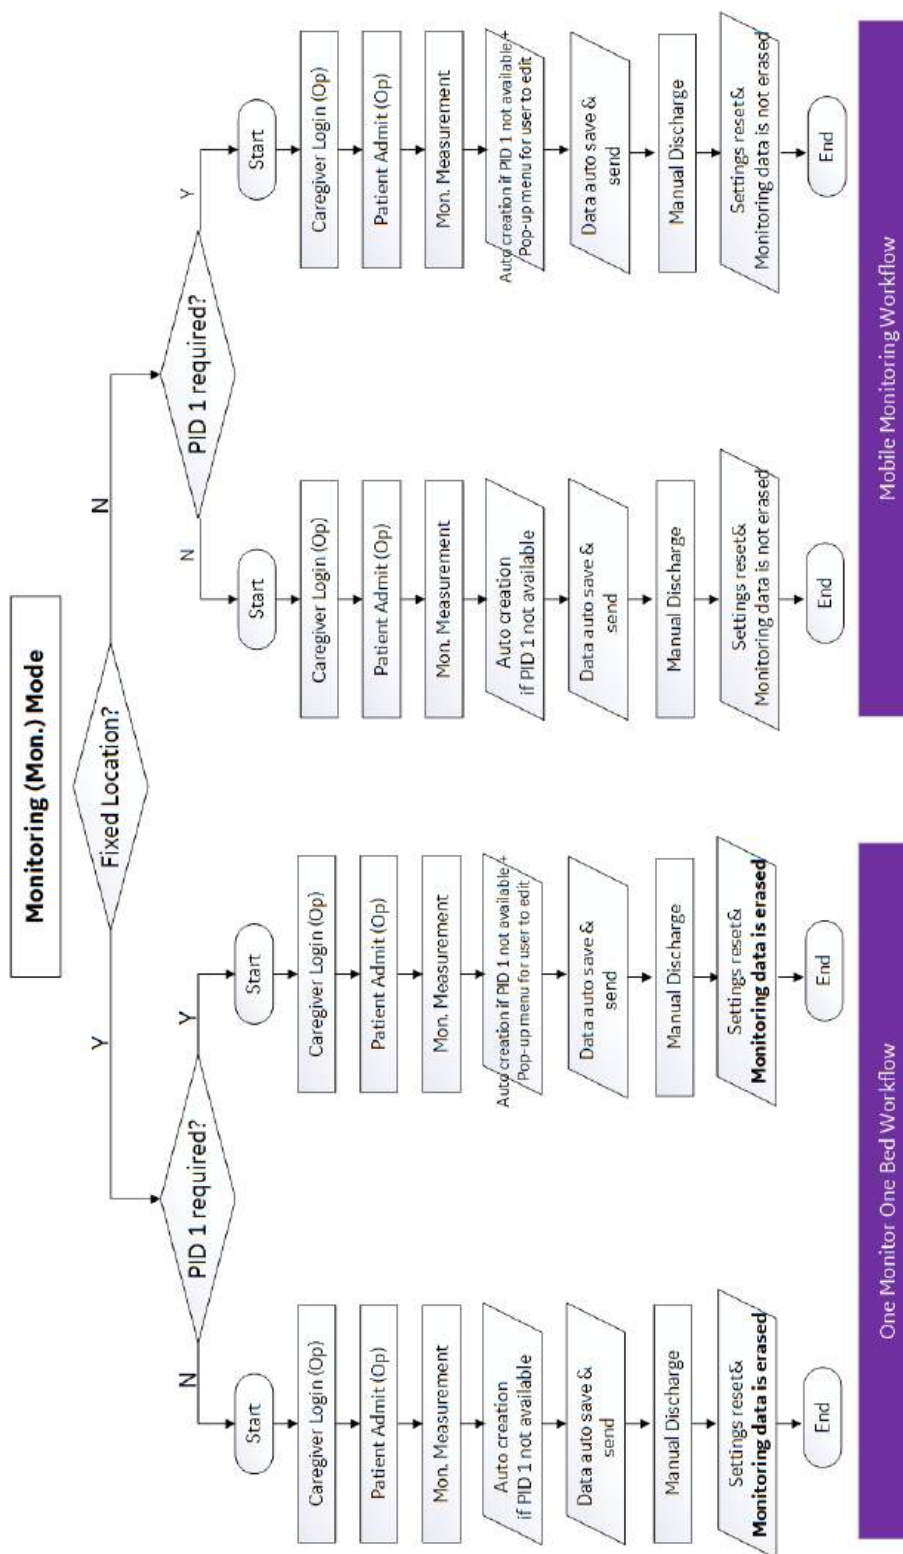 Monitoring (Mon.) Mode
Fixed Location?
Y
N
PID 1 required?
N
Y
PID 1 required?
N
Y
Start
Caregiver Login (Op)
Patient Admit (Op)
Mon. Measurement
Auto creation
if PID 1 not available
Data auto save &
send
Manual Discharge
Settings reset&
Monitoring data is erased
End
Start
Caregiver Login (Op)
Patient Admit (Op)
Mon. Measurement
Auto creation if PID 1 not available +
Pop-up menu for user to edit
Data auto save &
send
Manual Discharge
Settings reset&
Monitoring data is erased
End
Start
Caregiver Login (Op)
Patient Admit (Op)
Mon. Measurement
Auto creation
if PID 1 not available
Data auto save &
send
Manual Discharge
Settings reset&
Monitoring data is not erased
End
Start
Caregiver Login (Op)
Patient Admit (Op)
Mon. Measurement
Auto creation if PID 1 not available +
Pop-up menu for user to edit
Data auto save &
send
Manual Discharge
Settings reset&
Monitoring data is not erased
End
One Monitor One Bed Workflow
Mobile Monitoring Workflow